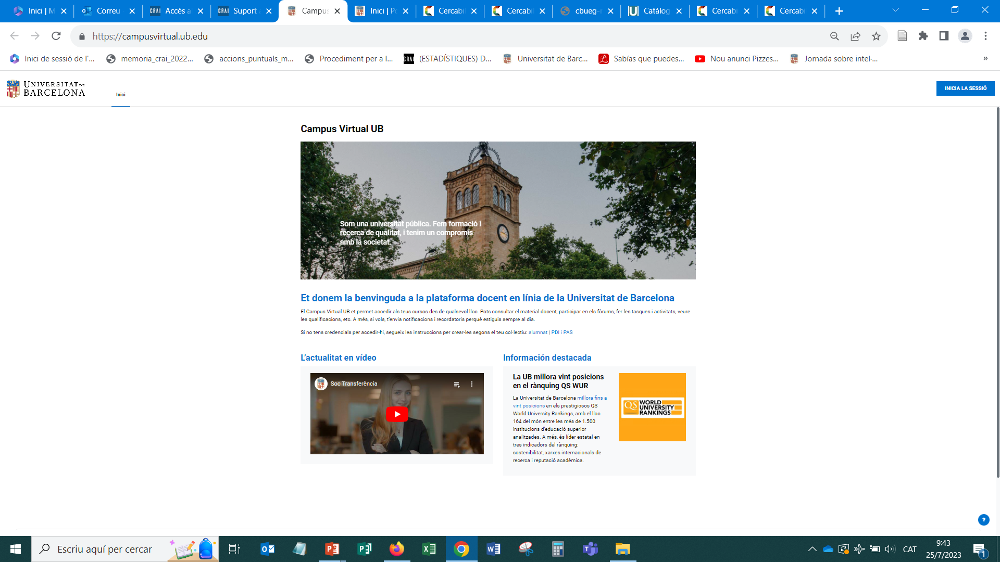 Inici | M
Correu
Accés a
Suport
Campus
Inici | Po
Cercabi
Cercabi
cbueg-
Catálog
Cercabi
Cercabi
https://campusvirtual.ub.edu
Inici de sessió de l'...
memoria_crai_2022...
accions_puntuals_m...
Procediment per a l...
(ESTADÍSTIQUES) D...
Universitat de Barc...
Sabías que puedes...
Nou anunci Pizzes...
Jornada sobre intel·...
»
UNIVERSITAT DE
BARCELONA
Inici
INICIA LA SESSIÓ
Campus Virtual UB
Som una universitat pública. Fem formació i
recerca de qualitat, i tenim un compromís
amb la societat.
Et donem la benvinguda a la plataforma docent en línia de la Universitat de Barcelona
El Campus Virtual UB et permet accedir als teus cursos des de qualsevol lloc. Pots consultar el material docent, participar en els fòrums, fer les tasques i activitats, veure
les qualificacions, etc. A més, si vols, t'envia notificacions i recordatoris perquè estiguis sempre al dia.
Si no tens credencials per accedir-hi, segueix les instruccions per crear-les segons el teu col·lectiu: alumnat | PDI i PAS
L'actualitat en vídeo
Soc Transferència
Información destacada
La UB millora vint posicions
en el rànquing QS WUR
La Universitat de Barcelona millora fins a
vint posicions en els prestigiosos QS
World University Rankings, amb el lloc
164 del món entre les més de 1.500
institucions d'educació superior
analitzades. A més, és líder estatal en
tres indicadors del rànquing:
sostenibilitat, xarxes internacionals de
recerca i reputació acadèmica.
QS WORLD
UNIVERSITY
RANKINGS
?
Escriu aquí per cercar
CAT
9:43
25/7/2023
1